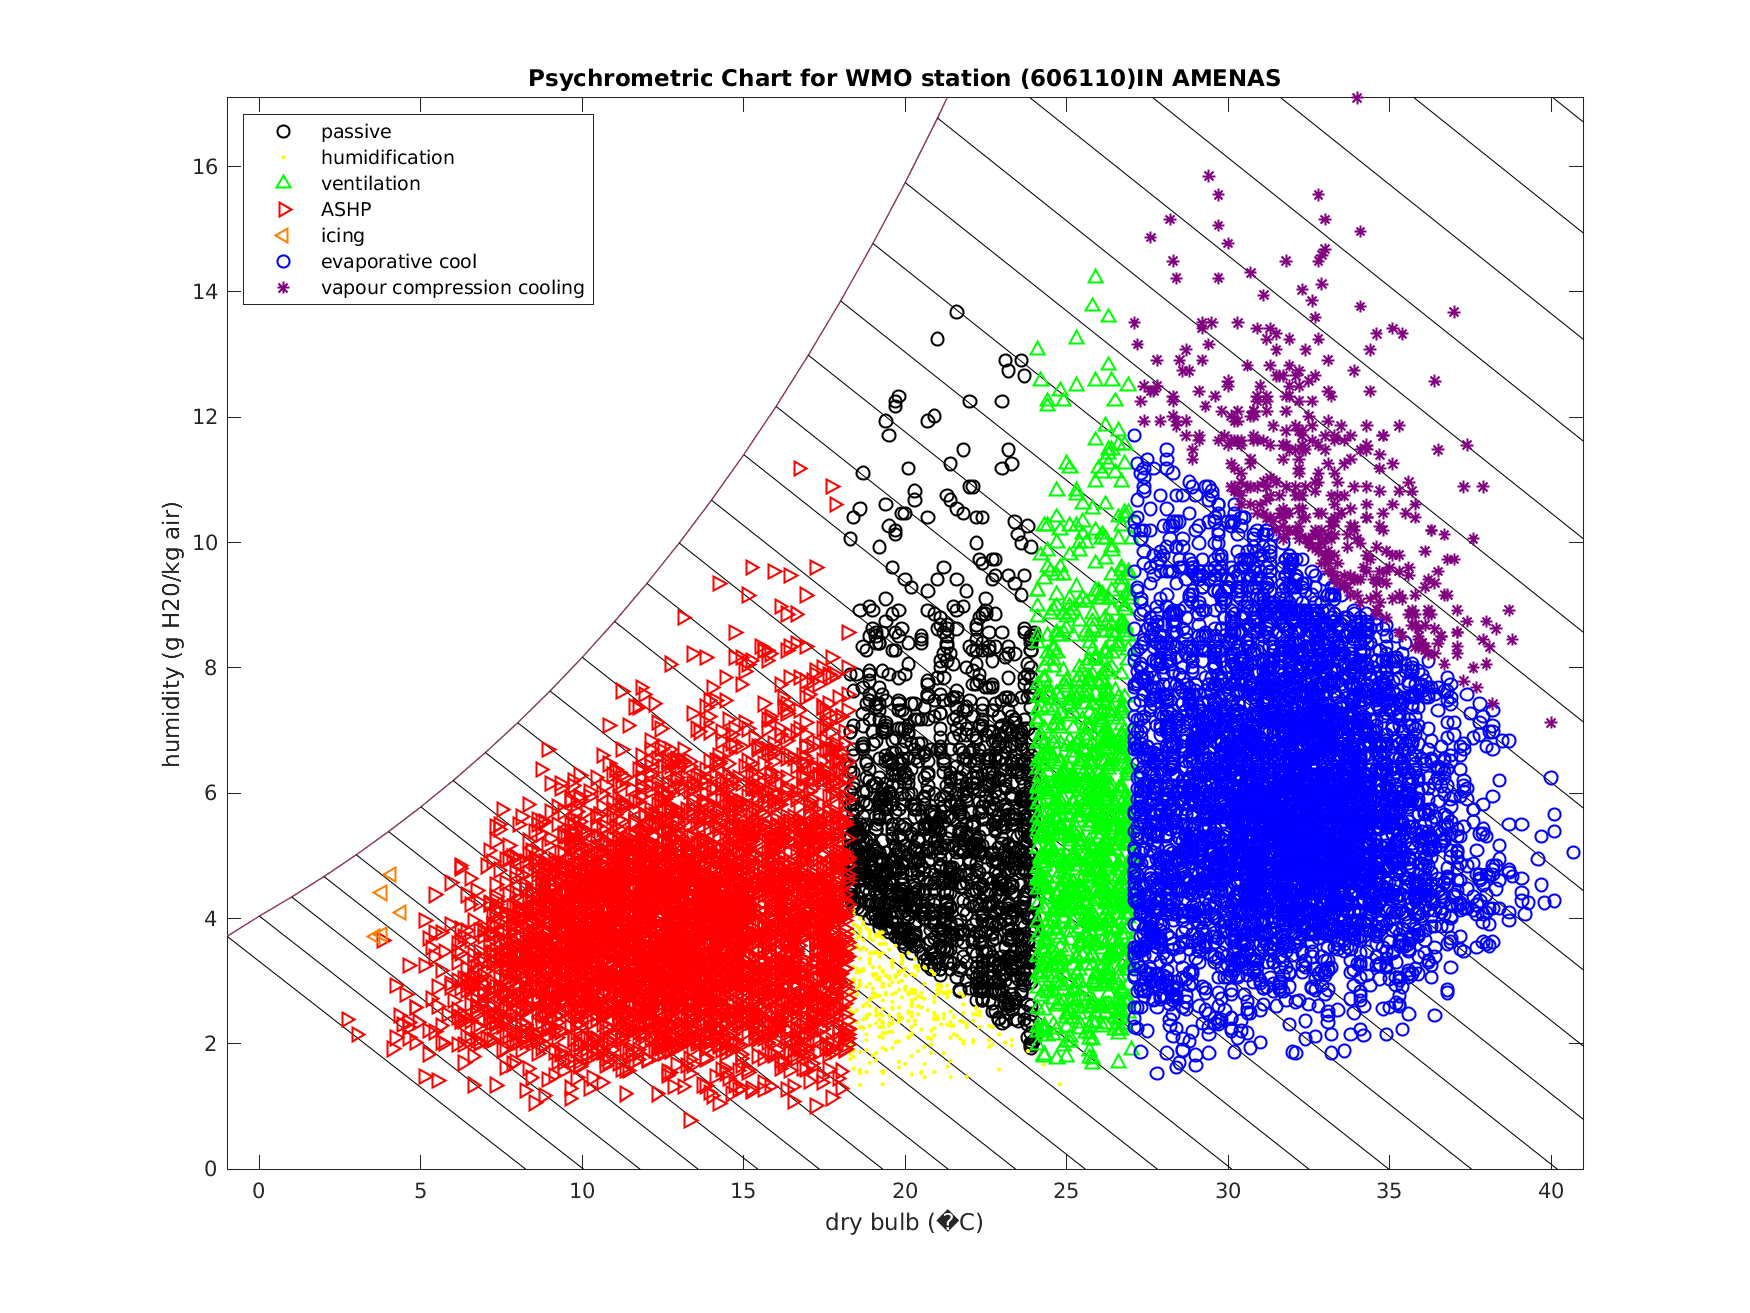 Psychrometric Chart for WMO station (606110)IN AMENAS
passive
humidification
ventilation
ASHP
icing
evaporative cool
vapour compression cooling
humidity (g H20/kg air)
16
14
12
10
8
6
4
2
0
0 5 10 15 20 25 30 35 40
dry bulb (�C)